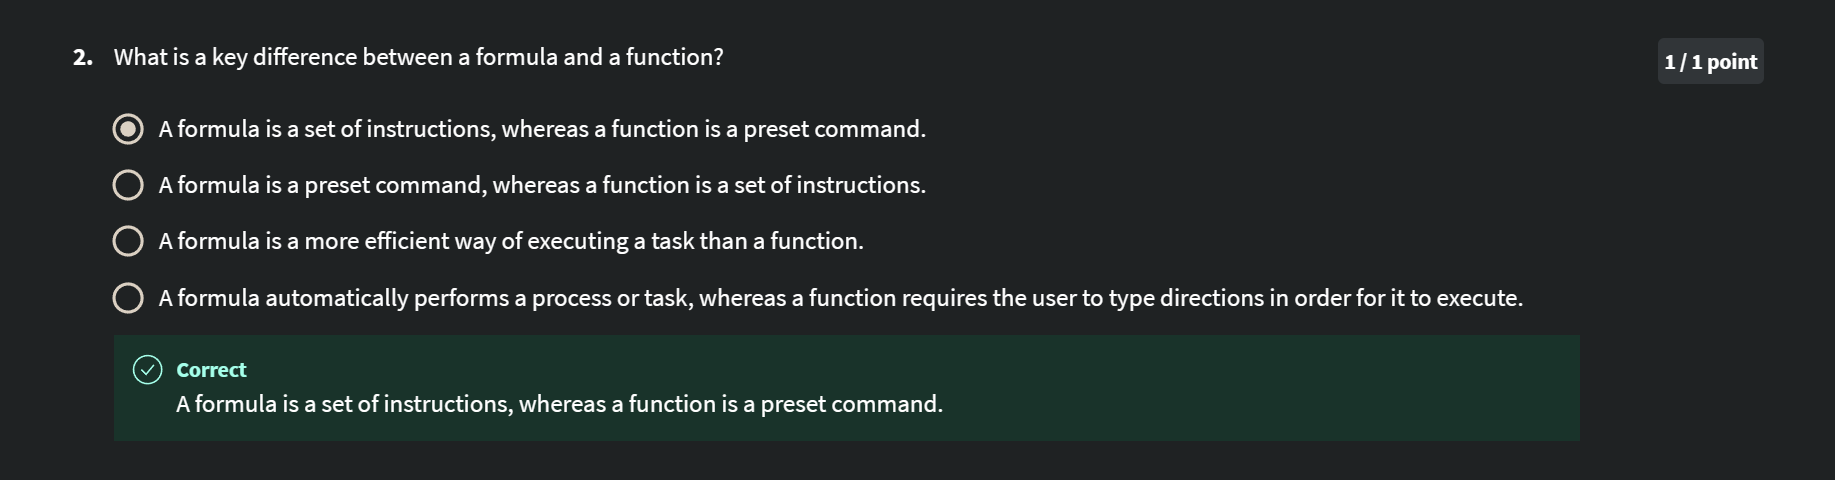 2. What is a key difference between a formula and a function?
1 / 1 point
A formula is a set of instructions, whereas a function is a preset command.
A formula is a preset command, whereas a function is a set of instructions.
A formula is a more efficient way of executing a task than a function.
A formula automatically performs a process or task, whereas a function requires the user to type directions in order for it to execute.
Correct
A formula is a set of instructions, whereas a function is a preset command.